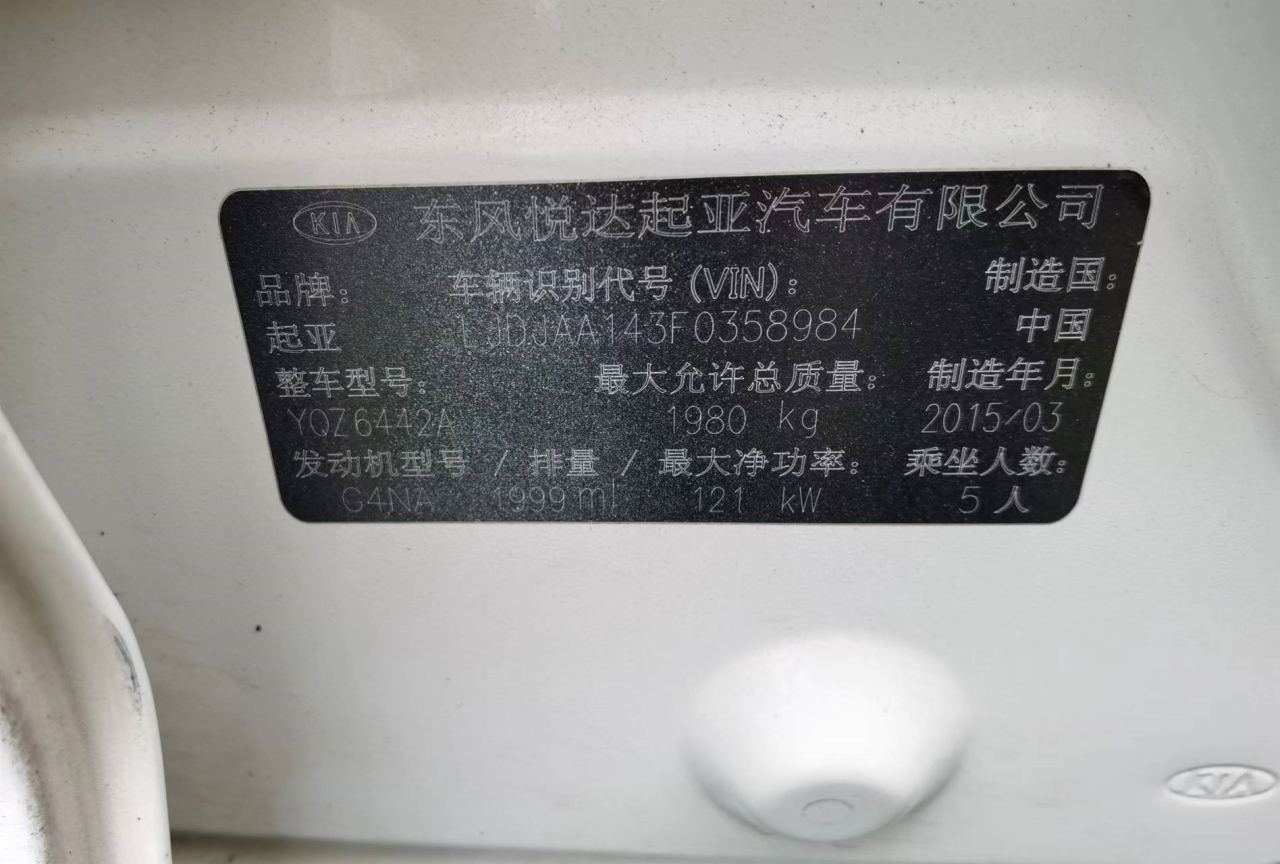 KIA 东风悦达起亚汽车有限公司
品牌: 车辆识别代号 (VIN): 制造国:
起亚 LJDJAA143F0358984 中国
整车型号: 最大允许总质量: 制造年月:
YQZ6442A 1980 kg 2015/03
发动机型号 / 排量 / 最大净功率: 乘坐人数:
G4NA 1999ml 121 kW 5人
KIA